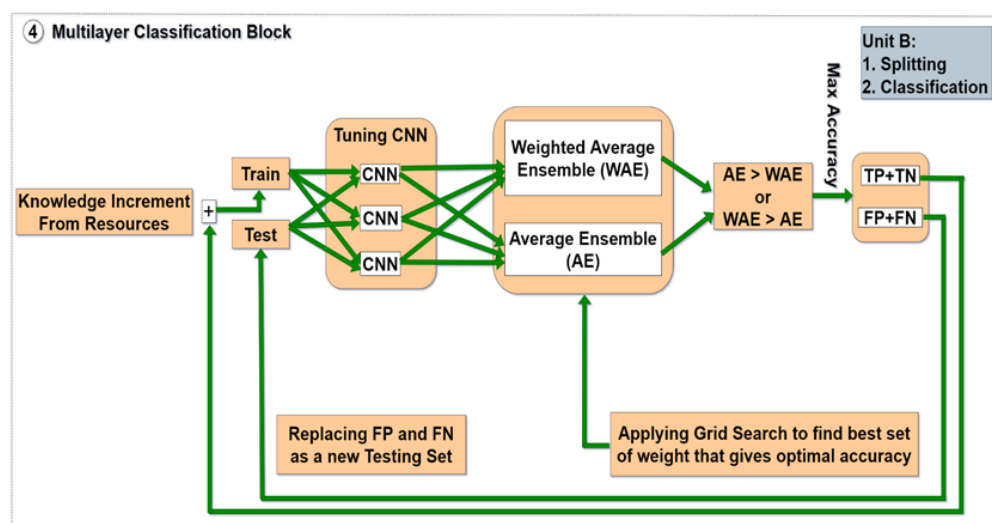 4 Multilayer Classification Block
Unit B:
1. Splitting
2. Classification
Max Accuracy
Tuning CNN
Weighted Average
Ensemble (WAE)
Train
CNN
AE > WAE
or
WAE > AE
TP+TN
Knowledge Increment
From Resources
+
CNN
FP+FN
Test
Average Ensemble
(AE)
CNN
Replacing FP and FN
as a new Testing Set
Applying Grid Search to find best set
of weight that gives optimal accuracy